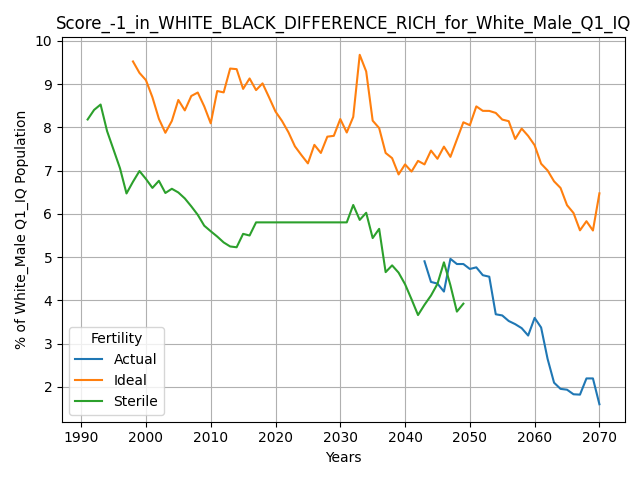 Score_-1_in_WHITE_BLACK_DIFFERENCE_RICH_for_White_Male_Q1_IQ
% of White_Male Q1_IQ Population
10
9
8
7
6
5
4
3
2
Fertility
Actual
Ideal
Sterile
1990 2000 2010 2020 2030 2040 2050 2060 2070
Years